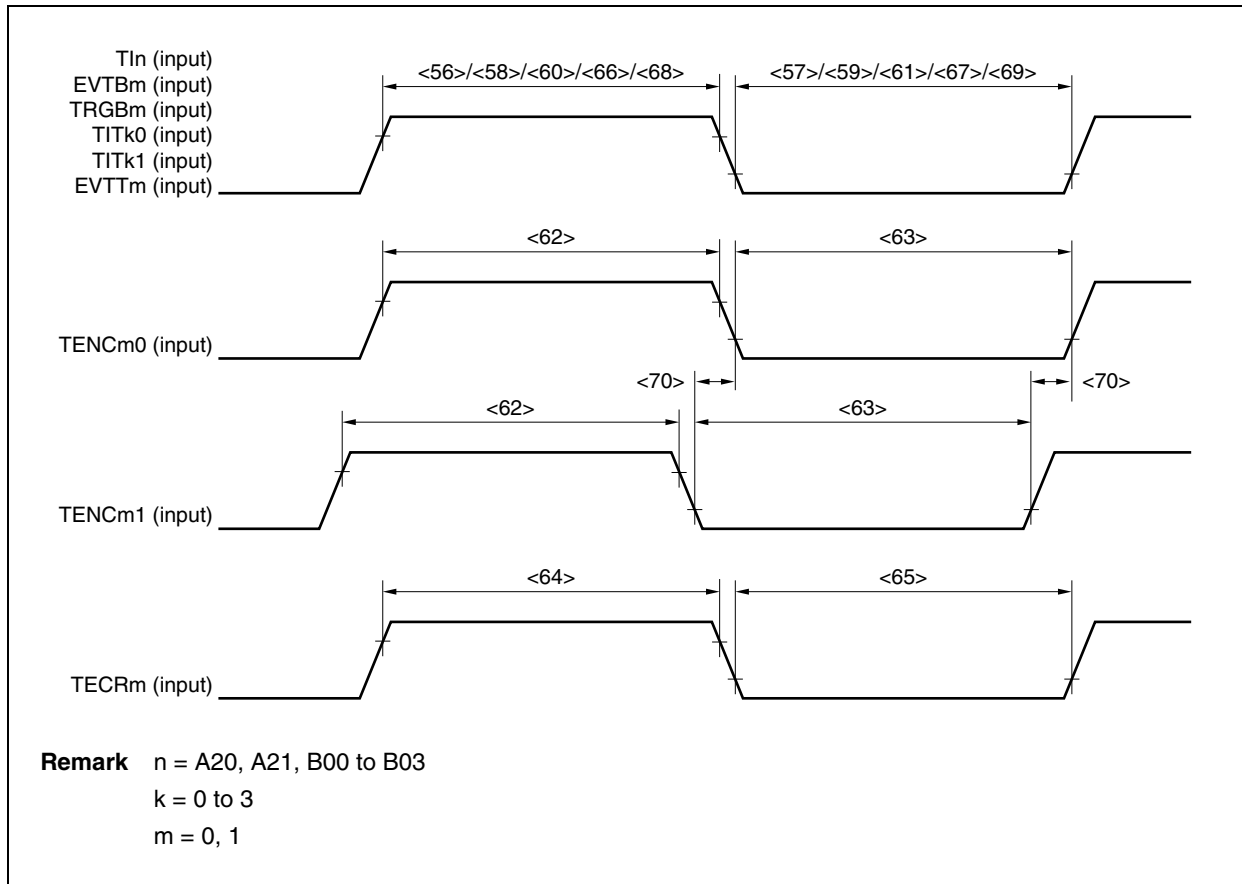 TIn (input)
EVTBm (input)
TRGBm (input)
TITk0 (input)
TITk1 (input)
EVTTm (input)
<56>/<58>/<60>/<66>/<68>
<57>/<59>/<61>/<67>/<69>
<62>
<63>
TENCm0 (input)
<70>
<70>
<62>
<63>
TENCm1 (input)
<64>
<65>
TECRm (input)
Remark n = A20, A21, B00 to B03
k = 0 to 3
m = 0, 1